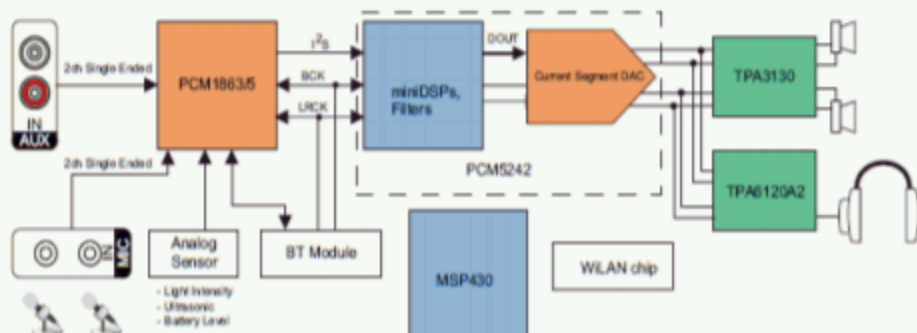 IN
AUX
2ch Single Ended
2ch Single Ended
IN
MIC
PCM1863/5
I²S
BCK
LRCK
Analog
Sensor
- Light Intensity
- Ultrasonic
- Battery Level
BT Module
miniDSPs,
Filters
DOUT
Current Segment DAC
PCM5242
MSP430
WiLAN chip
TPA3130
TPA6120A2